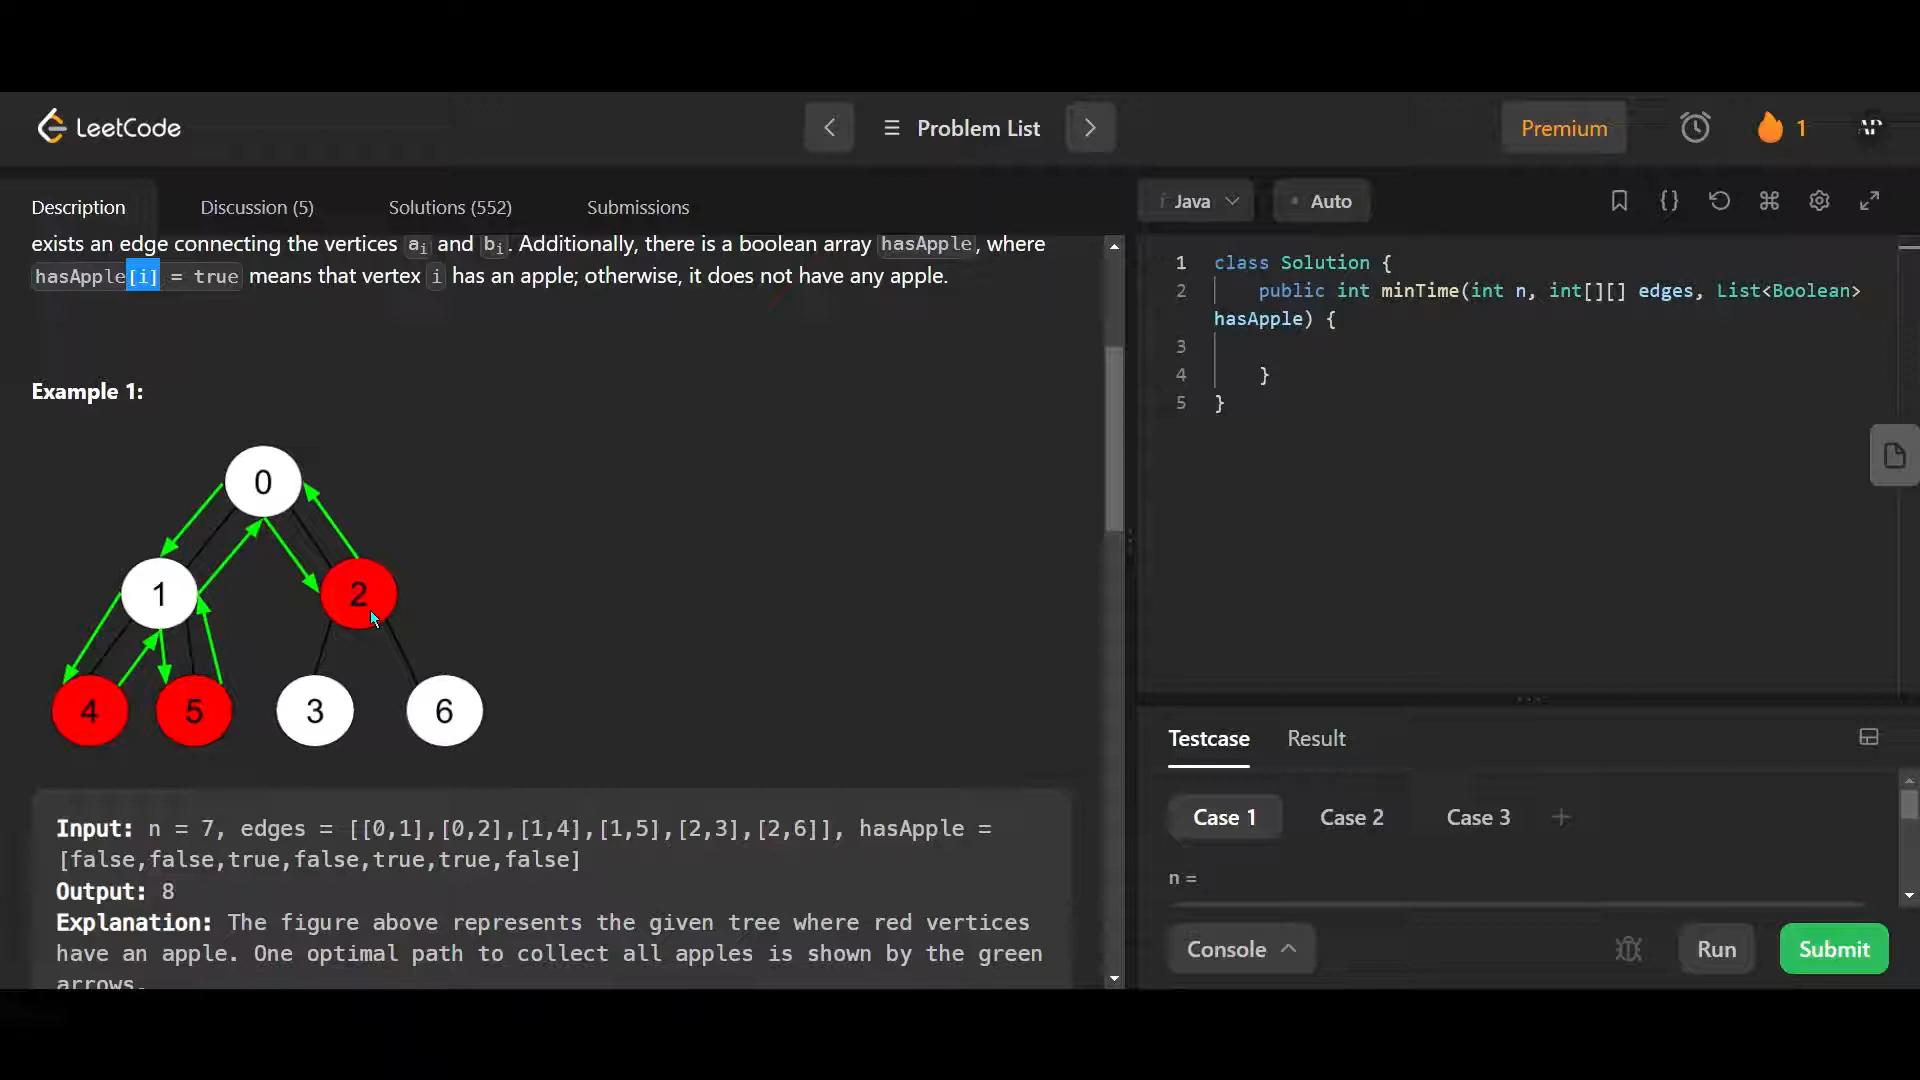 LeetCode
Problem List
Premium
1
Description
Discussion (5)
Solutions (552)
Submissions
exists an edge connecting the vertices ai and bi. Additionally, there is a boolean array hasApple, where
hasApple[i] = true means that vertex i has an apple; otherwise, it does not have any apple.
Example 1:
0
1
2
4
5
3
6
Input: n = 7, edges = [[0,1],[0,2],[1,4],[1,5],[2,3],[2,6]], hasApple =
[false,false,true,false,true,true,false]
Output: 8
Explanation: The figure above represents the given tree where red vertices
have an apple. One optimal path to collect all apples is shown by the green
arrows.
i Java
Auto
1 class Solution {
2 public int minTime(int n, int[][] edges, List<Boolean>
hasApple) {
3
4 }
5 }
Testcase
Result
Case 1
Case 2
Case 3
n =
Console
Run
Submit